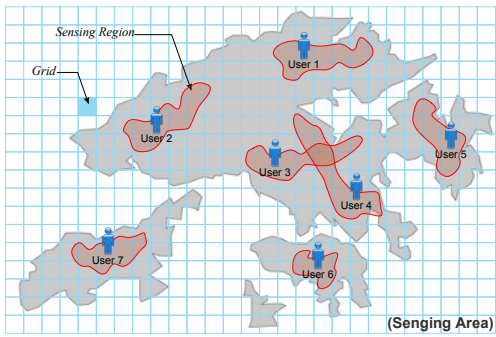 Sensing Region
User 1
Grid
User 2
User 5
User 3
User 4
User 7
User 6
(Senging Area)